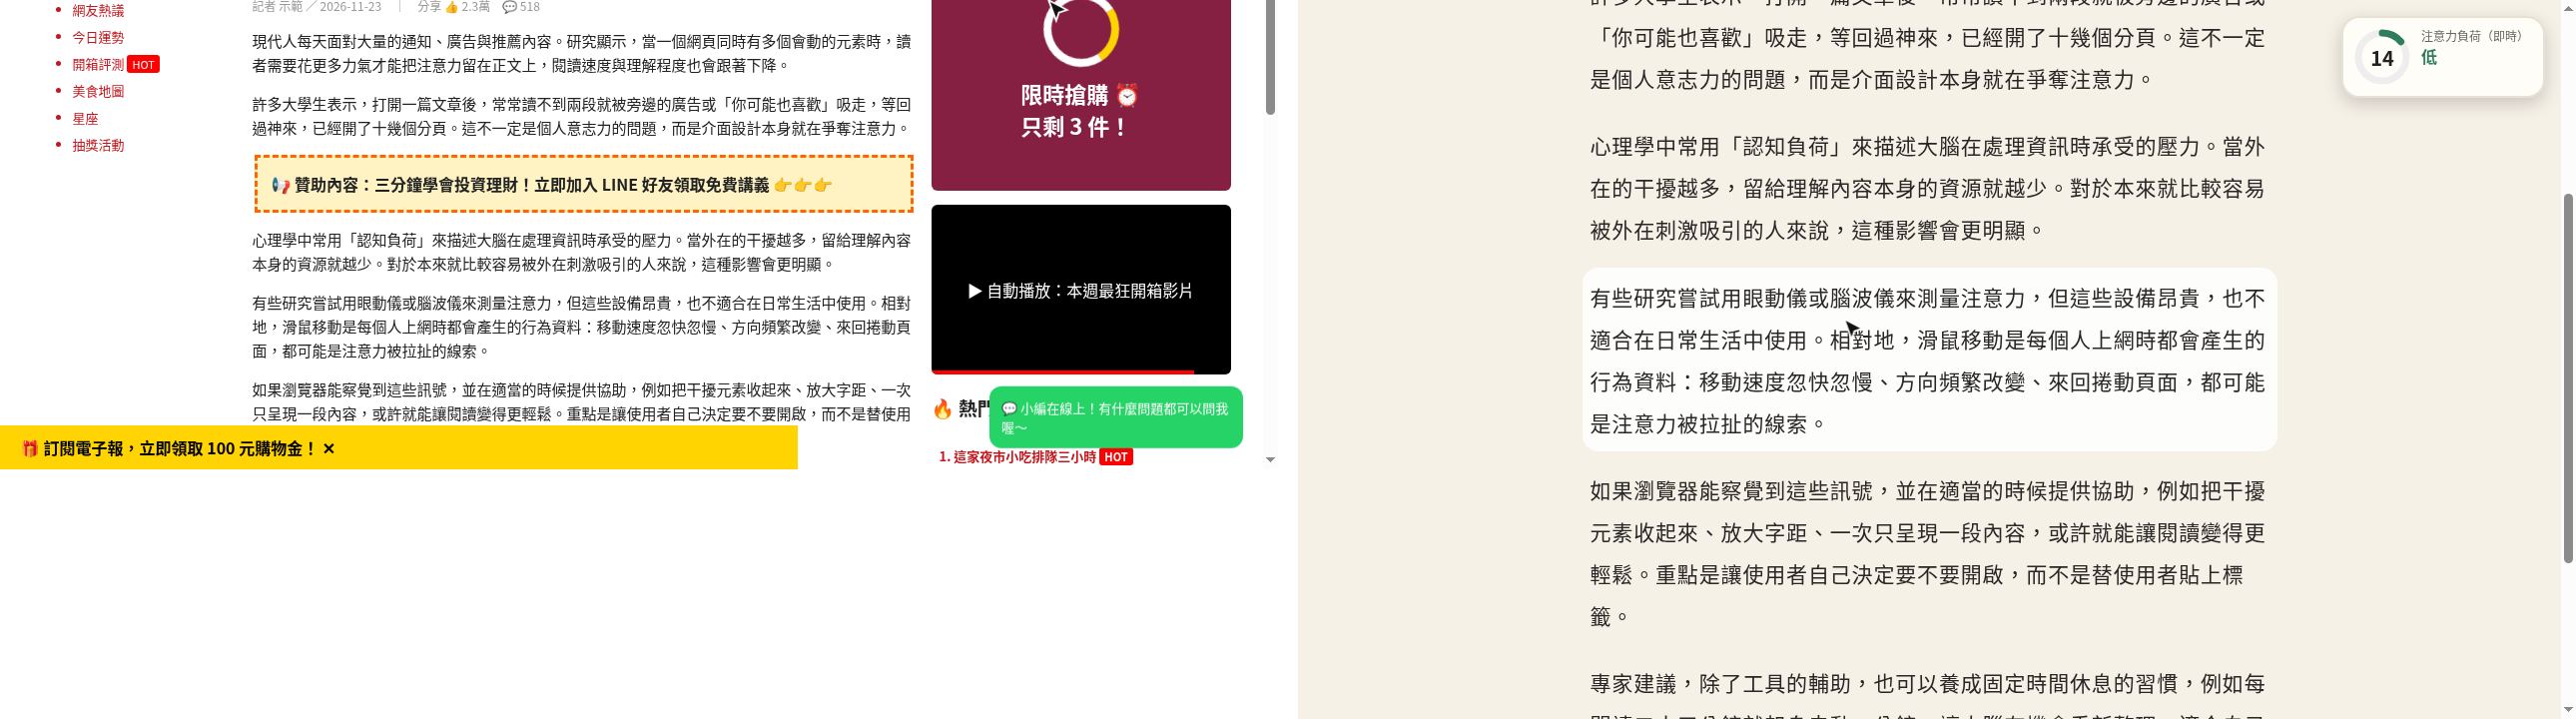 網友熱議
今日運勢
開箱評測 HOT
美食地圖
星座
抽獎活動
記者 示範 ／ 2026-11-23 ｜ 分享 👍 2.3萬 💬 518
現代人每天面對大量的通知、廣告與推薦內容。研究顯示，當一個網頁同時有多個會動的元素時，讀
者需要花更多力氣才能把注意力留在正文上，閱讀速度與理解程度也會跟著下降。
許多大學生表示，打開一篇文章後，常常讀不到兩段就被旁邊的廣告或「你可能也喜歡」吸走，等回
過神來，已經開了十幾個分頁。這不一定是個人意志力的問題，而是介面設計本身就在爭奪注意力。
📢 贊助內容：三分鐘學會投資理財！立即加入 LINE 好友領取免費講義 👉👉👉
心理學中常用「認知負荷」來描述大腦在處理資訊時承受的壓力。當外在的干擾越多，留給理解內容
本身的資源就越少。對於本來就比較容易被外在刺激吸引的人來說，這種影響會更明顯。
有些研究嘗試用眼動儀或腦波儀來測量注意力，但這些設備昂貴，也不適合在日常生活中使用。相對
地，滑鼠移動是每個人上網時都會產生的行為資料：移動速度忽快忽慢、方向頻繁改變、來回捲動頁
面，都可能是注意力被拉扯的線索。
如果瀏覽器能察覺到這些訊號，並在適當的時候提供協助，例如把干擾元素收起來、放大字距、一次
只呈現一段內容，或許就能讓閱讀變得更輕鬆。重點是讓使用者自己決定要不要開啟，而不是替使用
🎁 訂閱電子報，立即領取 100 元購物金！ ✕
限時搶購 ⏰
只剩 3 件！
▶ 自動播放：本週最狂開箱影片
🔥 熱門
💬 小編在線上！有什麼問題都可以問我
喔～
1. 這家夜市小吃排隊三小時 HOT
「你可能也喜歡」吸走，等回過神來，已經開了十幾個分頁。這不一定
是個人意志力的問題，而是介面設計本身就在爭奪注意力。
心理學中常用「認知負荷」來描述大腦在處理資訊時承受的壓力。當外
在的干擾越多，留給理解內容本身的資源就越少。對於本來就比較容易
被外在刺激吸引的人來說，這種影響會更明顯。
有些研究嘗試用眼動儀或腦波儀來測量注意力，但這些設備昂貴，也不
適合在日常生活中使用。相對地，滑鼠移動是每個人上網時都會產生的
行為資料：移動速度忽快忽慢、方向頻繁改變、來回捲動頁面，都可能
是注意力被拉扯的線索。
如果瀏覽器能察覺到這些訊號，並在適當的時候提供協助，例如把干擾
元素收起來、放大字距、一次只呈現一段內容，或許就能讓閱讀變得更
輕鬆。重點是讓使用者自己決定要不要開啟，而不是替使用者貼上標
籤。
專家建議，除了工具的輔助，也可以養成固定時間休息的習慣，例如每
14
注意力負荷（即時）
低